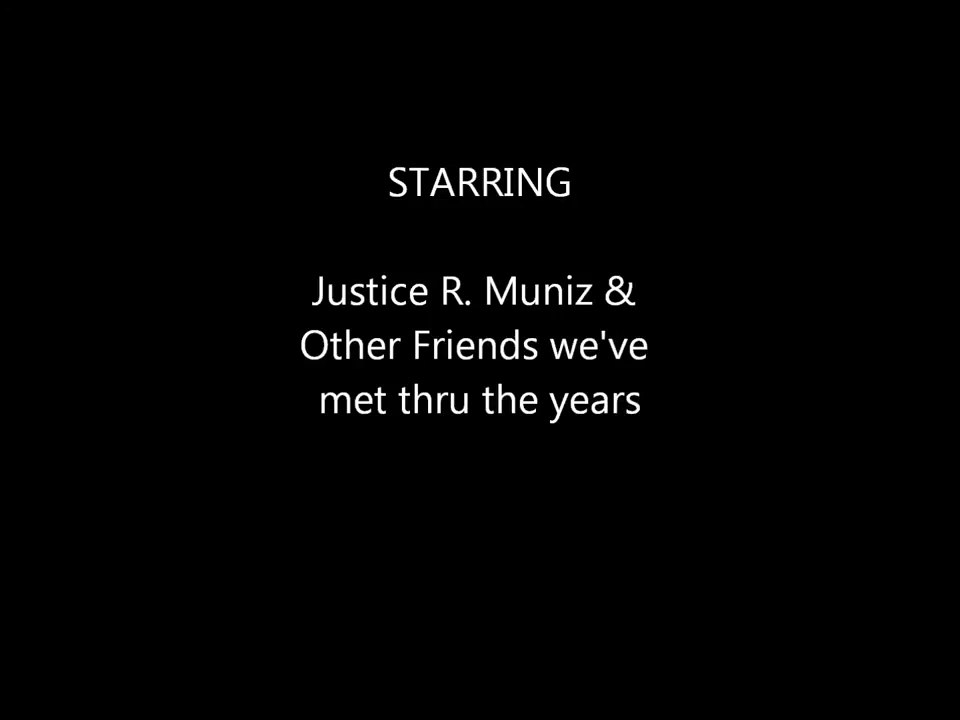 STARRING
Justice R. Muniz &
Other Friends we've
met thru the years